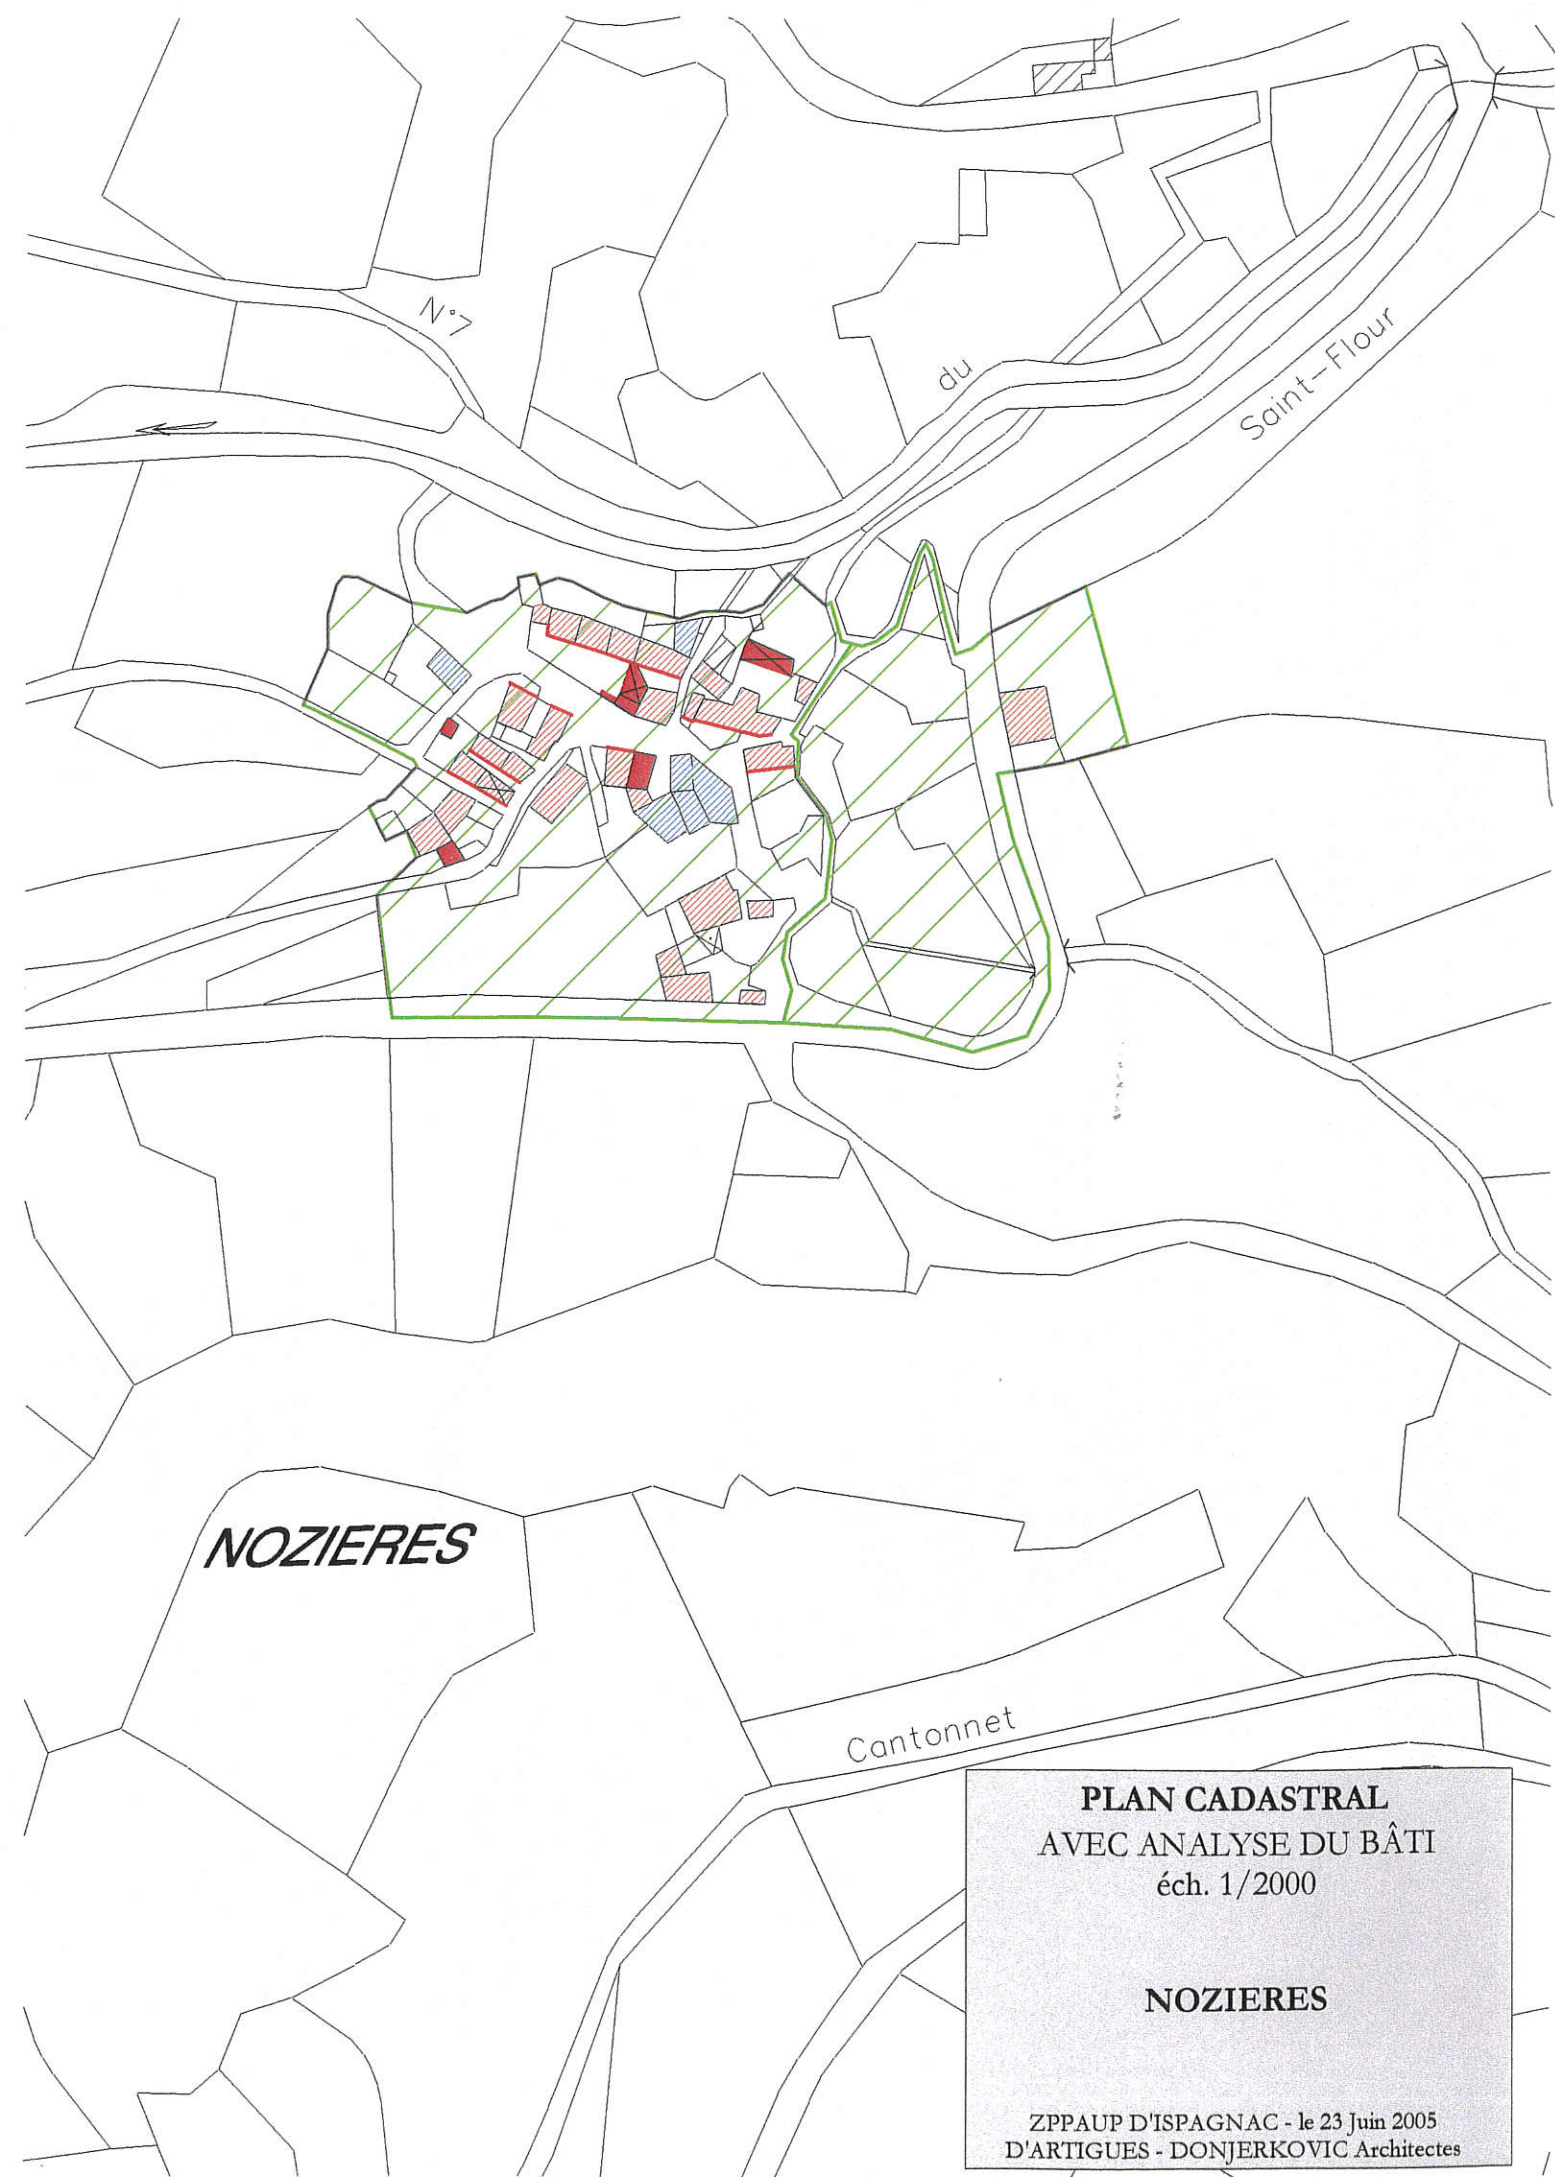 N°7
du
Saint-Flour
NOZIERES
Cantonnet
PLAN CADASTRAL
AVEC ANALYSE DU BÂTI
éch. 1/2000
NOZIERES
ZPPAUP D'ISPAGNAC - le 23 Juin 2005
D'ARTIGUES - DONJERKOVIC Architectes